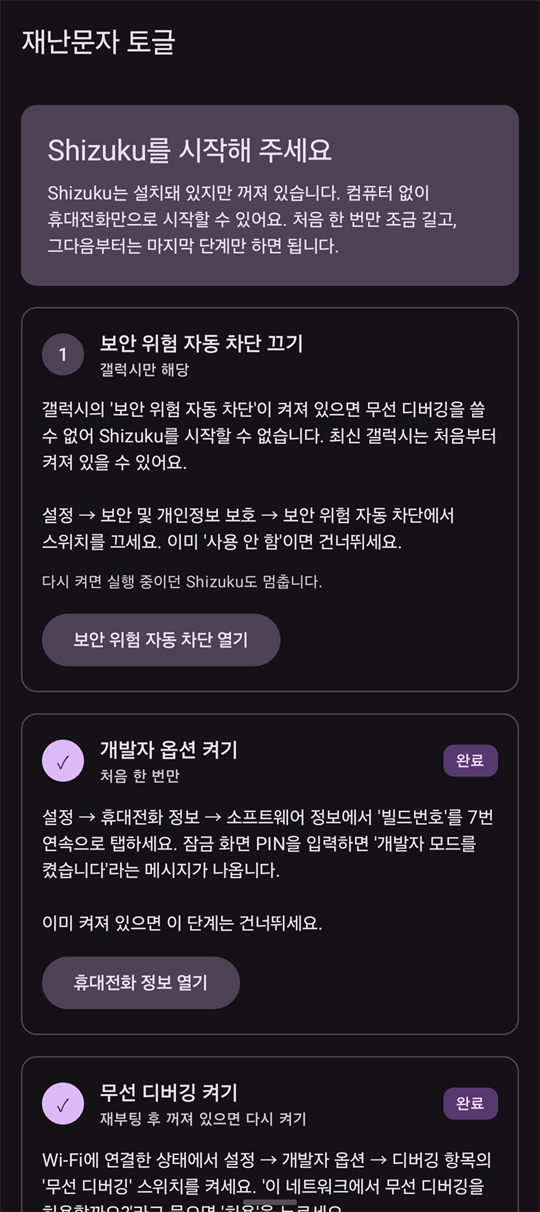 재난문자 토글
Shizuku를 시작해 주세요
Shizuku는 설치돼 있지만 꺼져 있습니다. 컴퓨터 없이
휴대전화만으로 시작할 수 있어요. 처음 한 번만 조금 길고,
그다음부터는 마지막 단계만 하면 됩니다.
1
보안 위험 자동 차단 끄기
갤럭시만 해당
갤럭시의 '보안 위험 자동 차단'이 켜져 있으면 무선 디버깅을 쓸
수 없어 Shizuku를 시작할 수 없습니다. 최신 갤럭시는 처음부터
켜져 있을 수 있어요.
설정 → 보안 및 개인정보 보호 → 보안 위험 자동 차단에서
스위치를 끄세요. 이미 '사용 안 함'이면 건너뛰세요.
다시 켜면 실행 중이던 Shizuku도 멈춥니다.
보안 위험 자동 차단 열기
✓
개발자 옵션 켜기
처음 한 번만
완료
설정 → 휴대전화 정보 → 소프트웨어 정보에서 '빌드번호'를 7번
연속으로 탭하세요. 잠금 화면 PIN을 입력하면 '개발자 모드를
켰습니다'라는 메시지가 나옵니다.
이미 켜져 있으면 이 단계는 건너뛰세요.
휴대전화 정보 열기
✓
무선 디버깅 켜기
재부팅 후 꺼져 있으면 다시 켜기
완료
Wi-Fi에 연결한 상태에서 설정 → 개발자 옵션 → 디버깅 항목의
'무선 디버깅' 스위치를 켜세요. '이 네트워크에서 무선 디버깅을
허용할까요?'라고 물으면 '허용'을 누르세요.